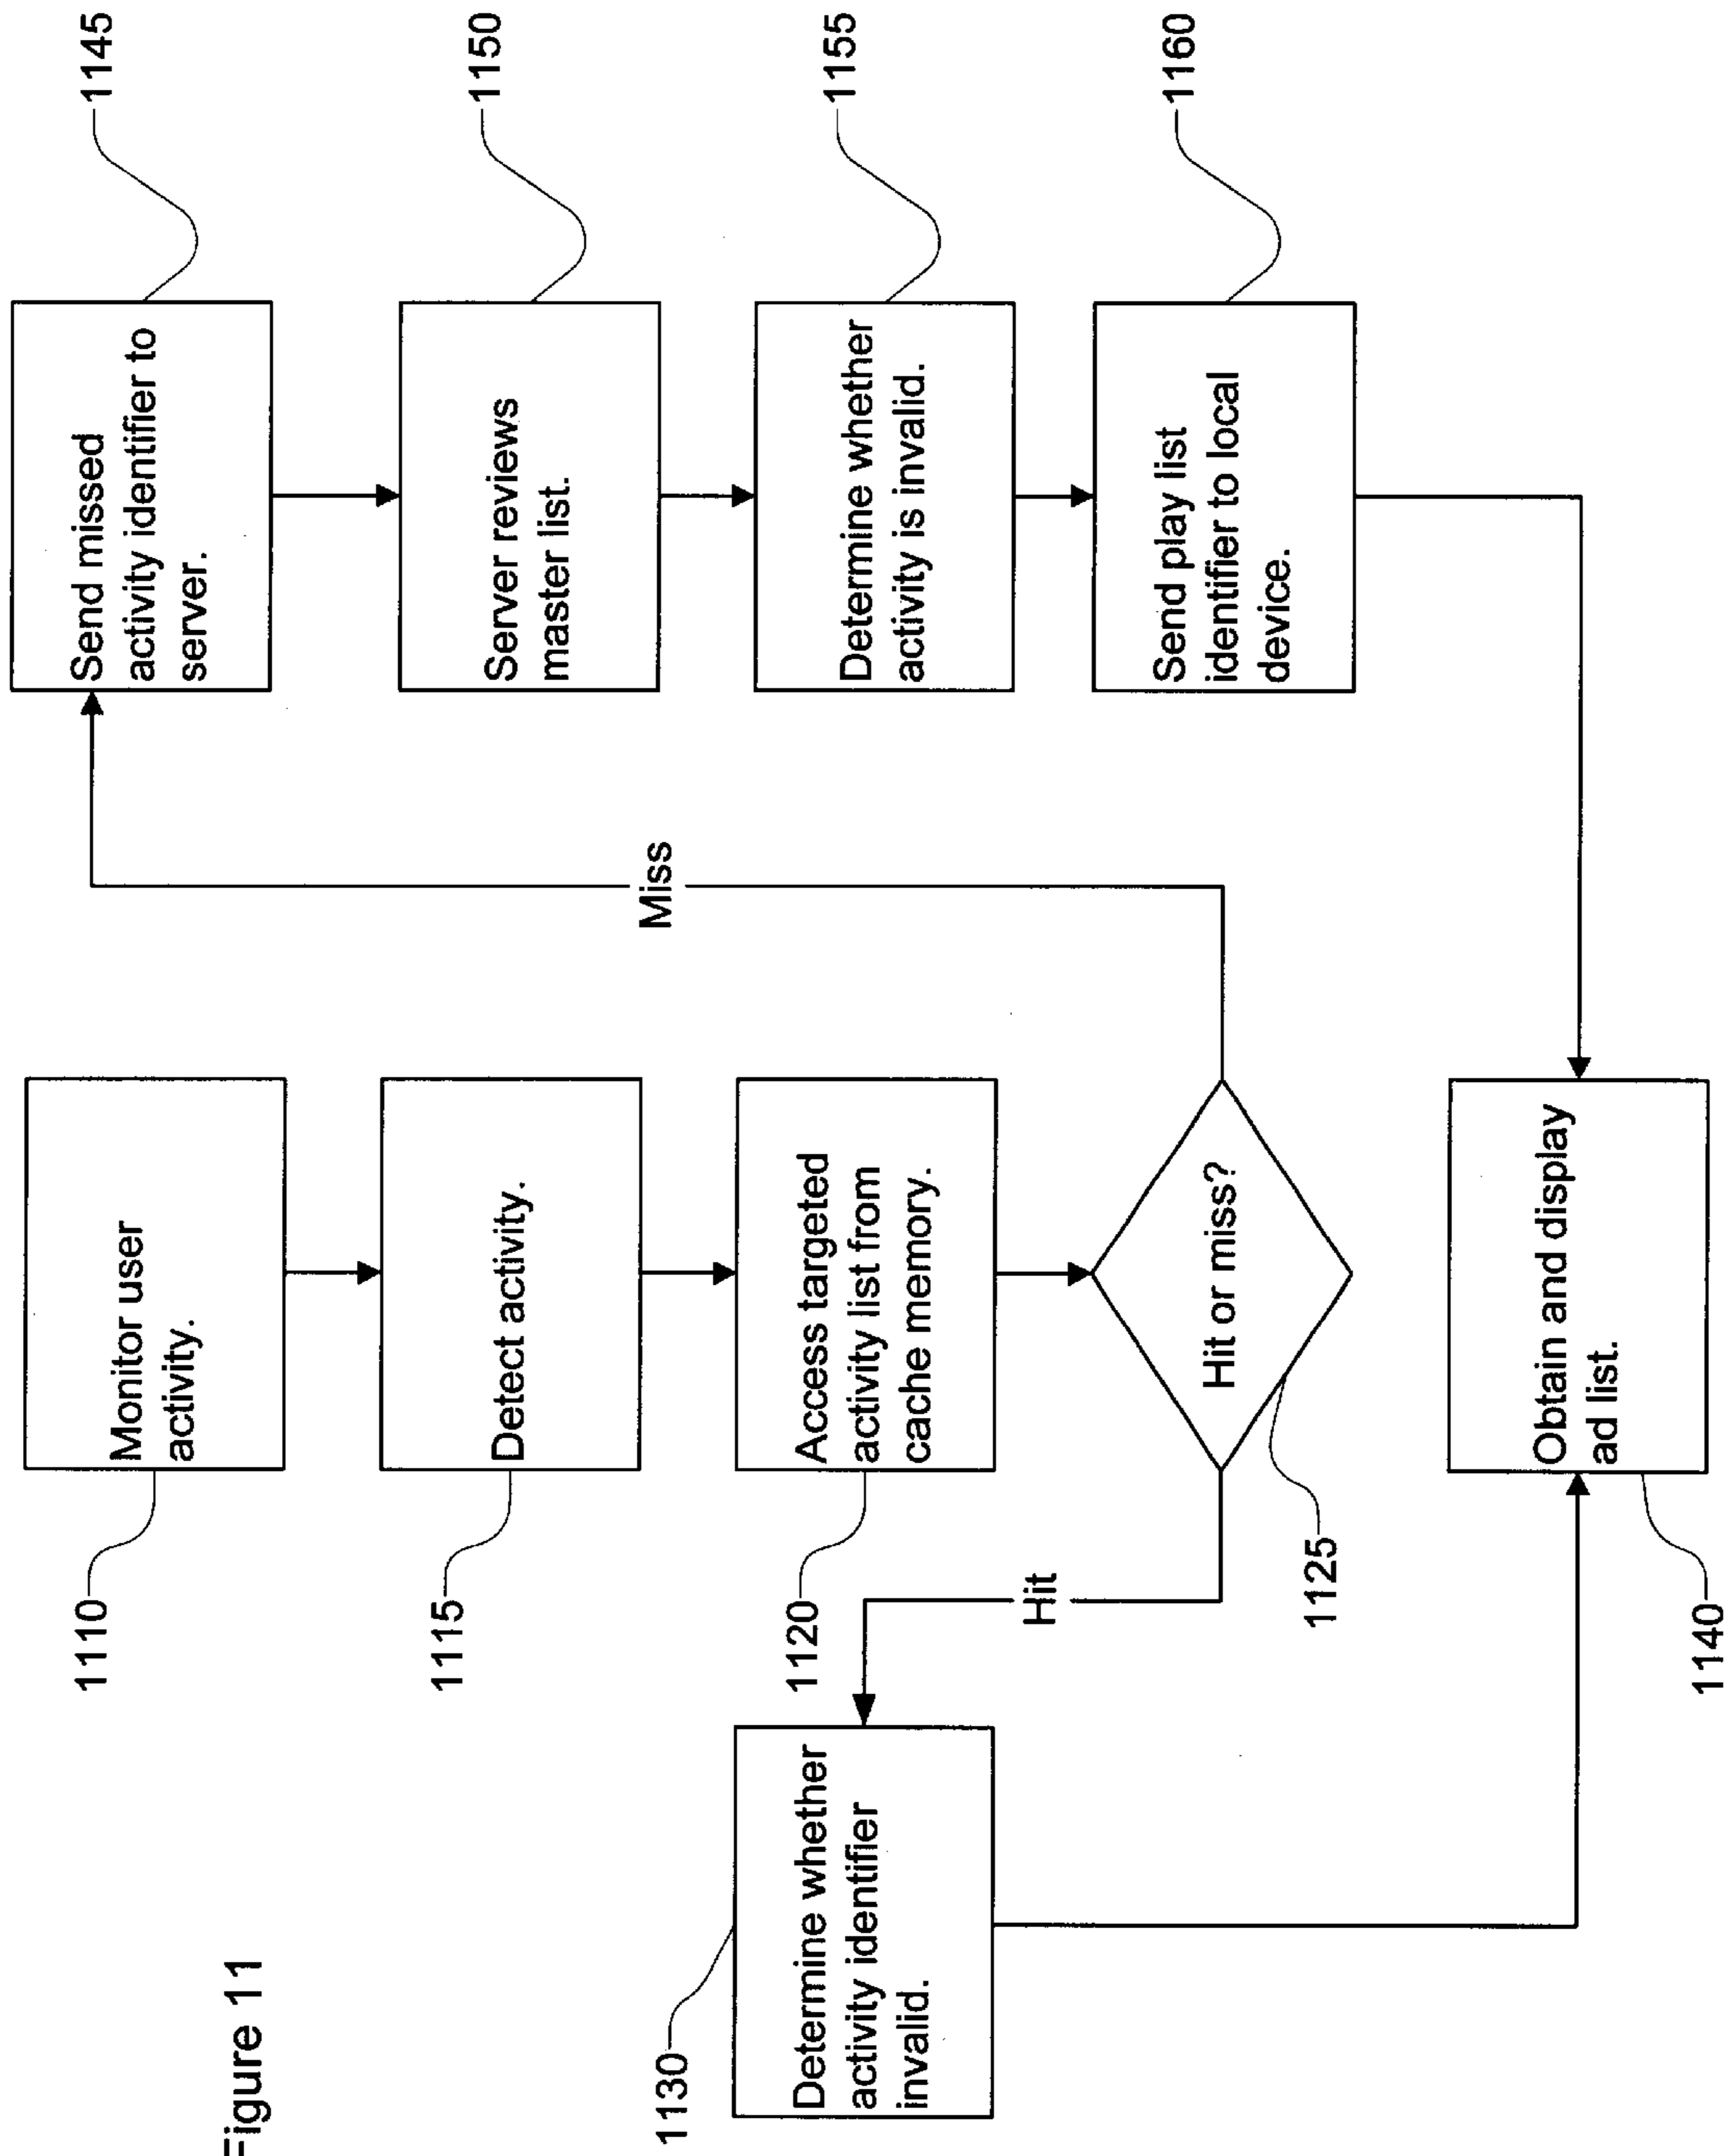 Figure 11
1110
Monitor user
activity.
1115
Detect activity.
1120
Access targeted
activity list from
cache memory.
Hit or miss?
1125
Hit
Miss
1130
Determine whether
activity identifier
invalid.
1140
Obtain and display
ad list.
Send missed
activity identifier to
server.
1145
Server reviews
master list.
1150
Determine whether
activity is invalid.
1155
Send play list
identifier to local
device.
1160